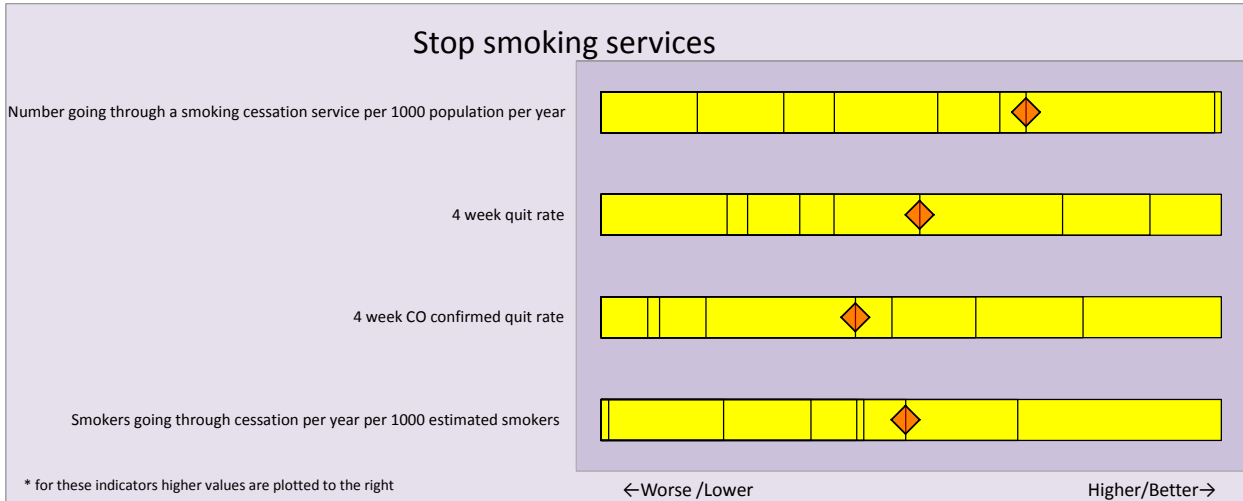 Stop smoking services
Number going through a smoking cessation service per 1000 population per year
4 week quit rate
4 week CO confirmed quit rate
Smokers going through cessation per year per 1000 estimated smokers
* for these indicators higher values are plotted to the right
←Worse /Lower
Higher/Better→